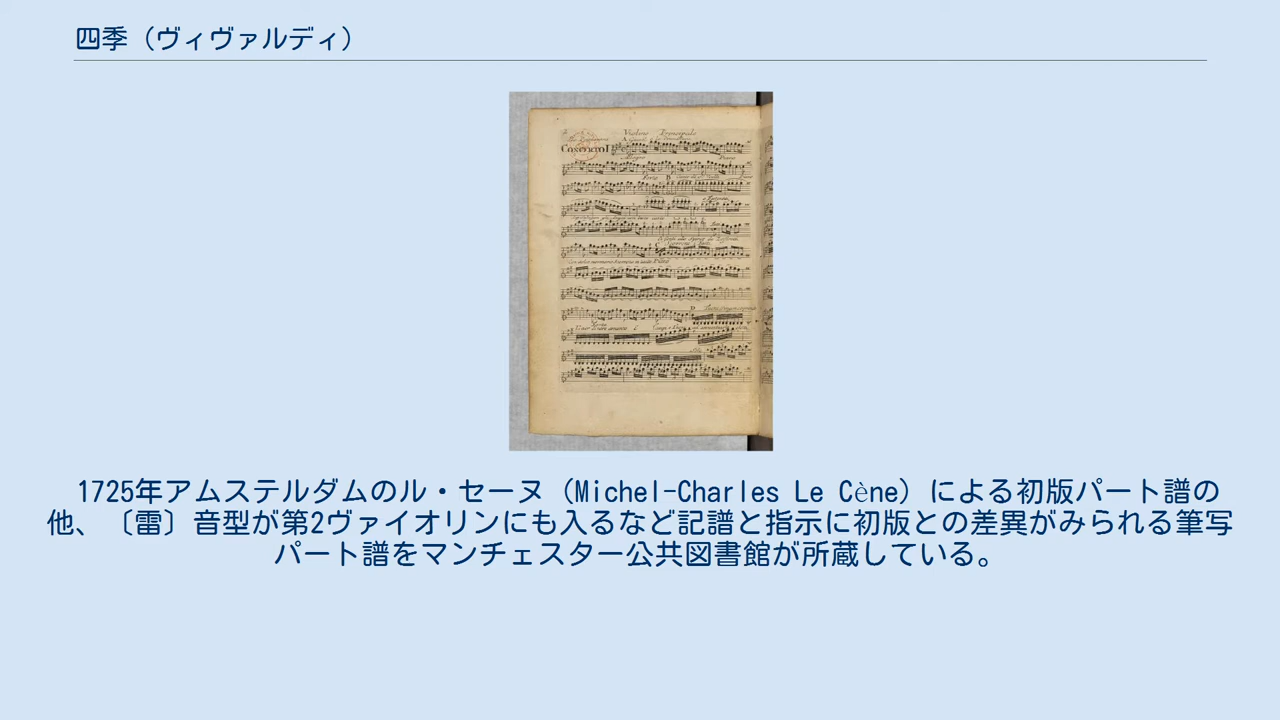 四季（ヴィヴァルディ）
Violino Principale
Concerto I
Allegro
1725年アムステルダムのル・セーヌ（Michel-Charles Le Cène）による初版パート譜の
他、〔雷〕音型が第2ヴァイオリンにも入るなど記譜と指示に初版との差異がみられる筆写
パート譜をマンチェスター公共図書館が所蔵している。